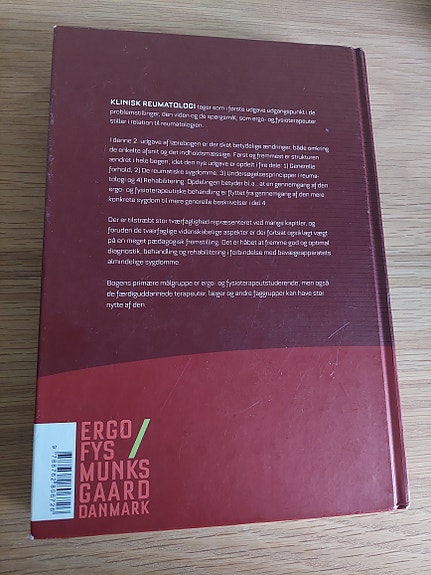 KLINISK REUMATOLOGI tager som i første udgave udgangspunkt i de
problemstillinger, den viden og de spørgsmål, som ergo- og fysioterapeuter
stiller i relation til reumatologien.
I denne 2. udgave af lærebogen er der sket betydelige ændringer, både omkring
de enkelte afsnit og det indholdsmæssige. Først og fremmest er strukturen
ændret i hele bogen, idet den nye udgave er opdelt i fire dele: 1) Generelle
forhold, 2) De reumatiske sygdomme, 3) Undersøgelsesprincipper i reuma-
tologi og 4) Rehabilitering. Opdelingen betyder bl.a., at en gennemgang af den
ergo- og fysioterapeutiske behandling er flyttet fra gennemgangen af den mere
konkrete sygdom til mere generelle beskrivelser i del 4.
Der er tilstræbt stor tværfaglighed repræsenteret ved mange kapitler, og
foruden de tværfaglige videnskabelige aspekter er der fortsat også lagt vægt
på en meget pædagogisk fremstilling. Det er håbet at fremme god og optimal
diagnostik, behandling og rehabilitering i forbindelse med bevægeapparatets
almindelige sygdomme.
Bogens primære målgruppe er ergo- og fysioterapeutstuderende, men også
de færdiguddannede terapeuter, læger og andre faggrupper kan have stor
nytte af den.
ERGO/
FYS
MUNKS
GAARD
DANMARK
9 788762 808726